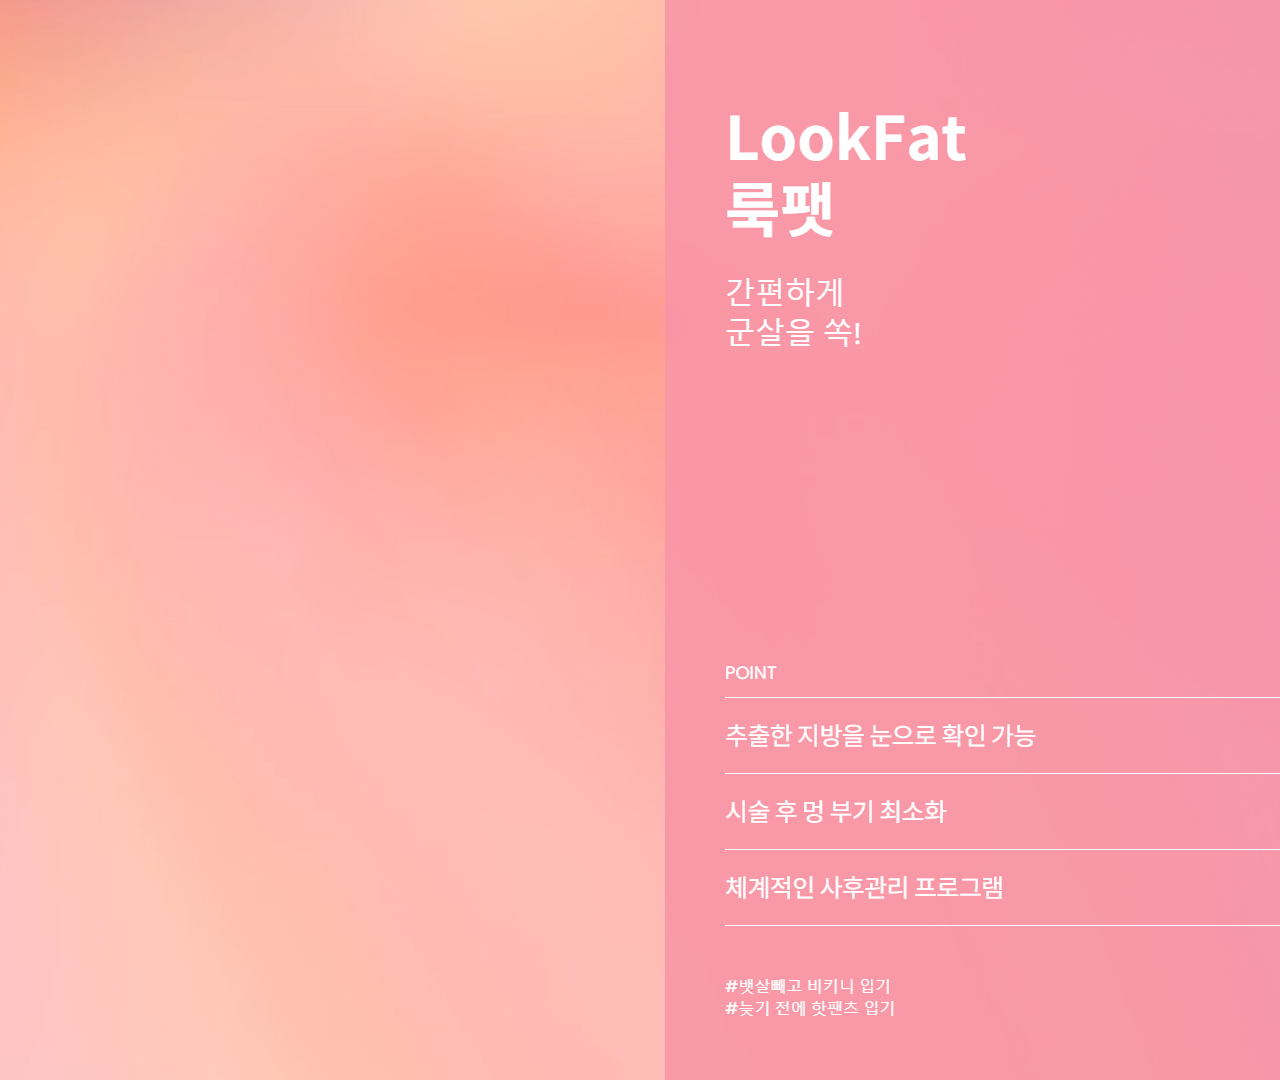 LookFat
룩팻
간편하게
군살을 쏙!
POINT
추출한 지방을 눈으로 확인 가능
시술 후 멍 부기 최소화
체계적인 사후관리 프로그램
#뱃살빼고 비키니 입기
#늦기 전에 핫팬츠 입기